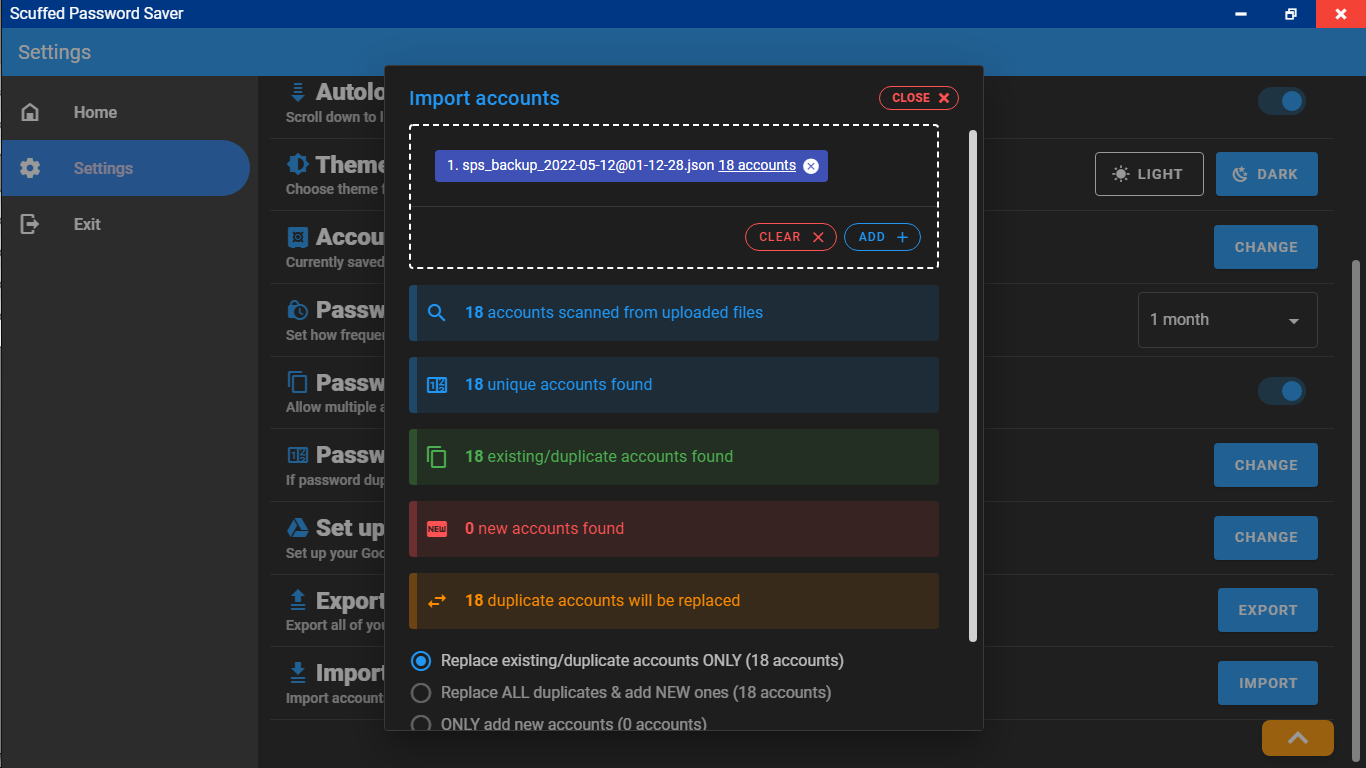 Scuffed Password Saver
Settings
Home
Settings
Exit
Autolo
Scroll down to l
Theme
Choose theme f
LIGHT
DARK
Accou
Currently saved
CHANGE
Passw
Set how freque
1 month
Passw
Allow multiple a
Passw
If password dup
CHANGE
Set up
Set up your Goo
CHANGE
Export
Export all of you
EXPORT
Import
Import account
IMPORT
Import accounts
CLOSE
1. sps_backup_2022-05-12@01-12-28.json 18 accounts
CLEAR
ADD
18 accounts scanned from uploaded files
18 unique accounts found
18 existing/duplicate accounts found
NEW
0 new accounts found
18 duplicate accounts will be replaced
Replace existing/duplicate accounts ONLY (18 accounts)
Replace ALL duplicates & add NEW ones (18 accounts)
ONLY add new accounts (0 accounts)